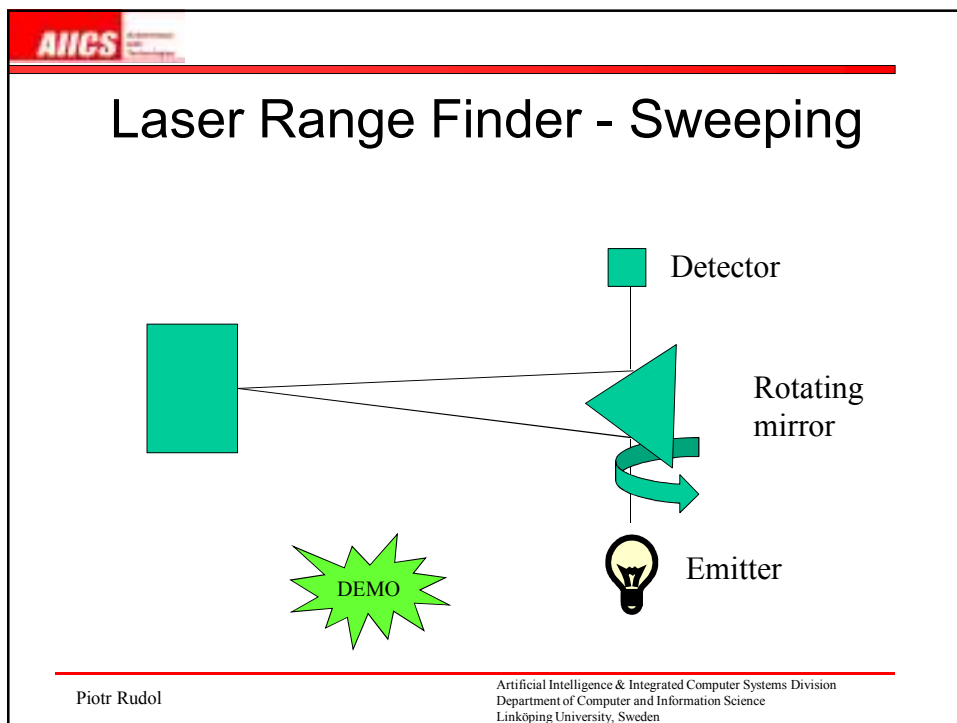 AIICS
Laser Range Finder - Sweeping
Detector
Rotating
mirror
Emitter
DEMO
Piotr Rudol
Artificial Intelligence & Integrated Computer Systems Division
Department of Computer and Information Science
Linköping University, Sweden